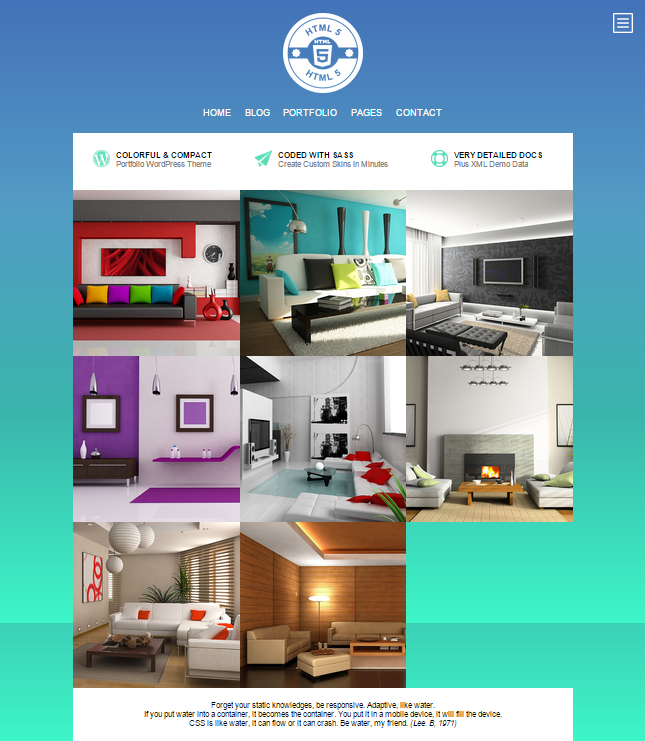 HTML 5
HTML
5
HTML 5
HOME BLOG PORTFOLIO PAGES CONTACT
COLORFUL & COMPACT
Portfolio WordPress Theme
CODED WITH SASS
Create Custom Skins in Minutes
VERY DETAILED DOCS
Plus XML Demo Data
Forget your static knowledges, be responsive. Adaptive, like water.
If you put water into a container, it becomes the container. You put it in a mobile device, it will fill the device.
CSS is like water, it can flow or it can crash. Be water, my friend. (Lee. B, 1971)